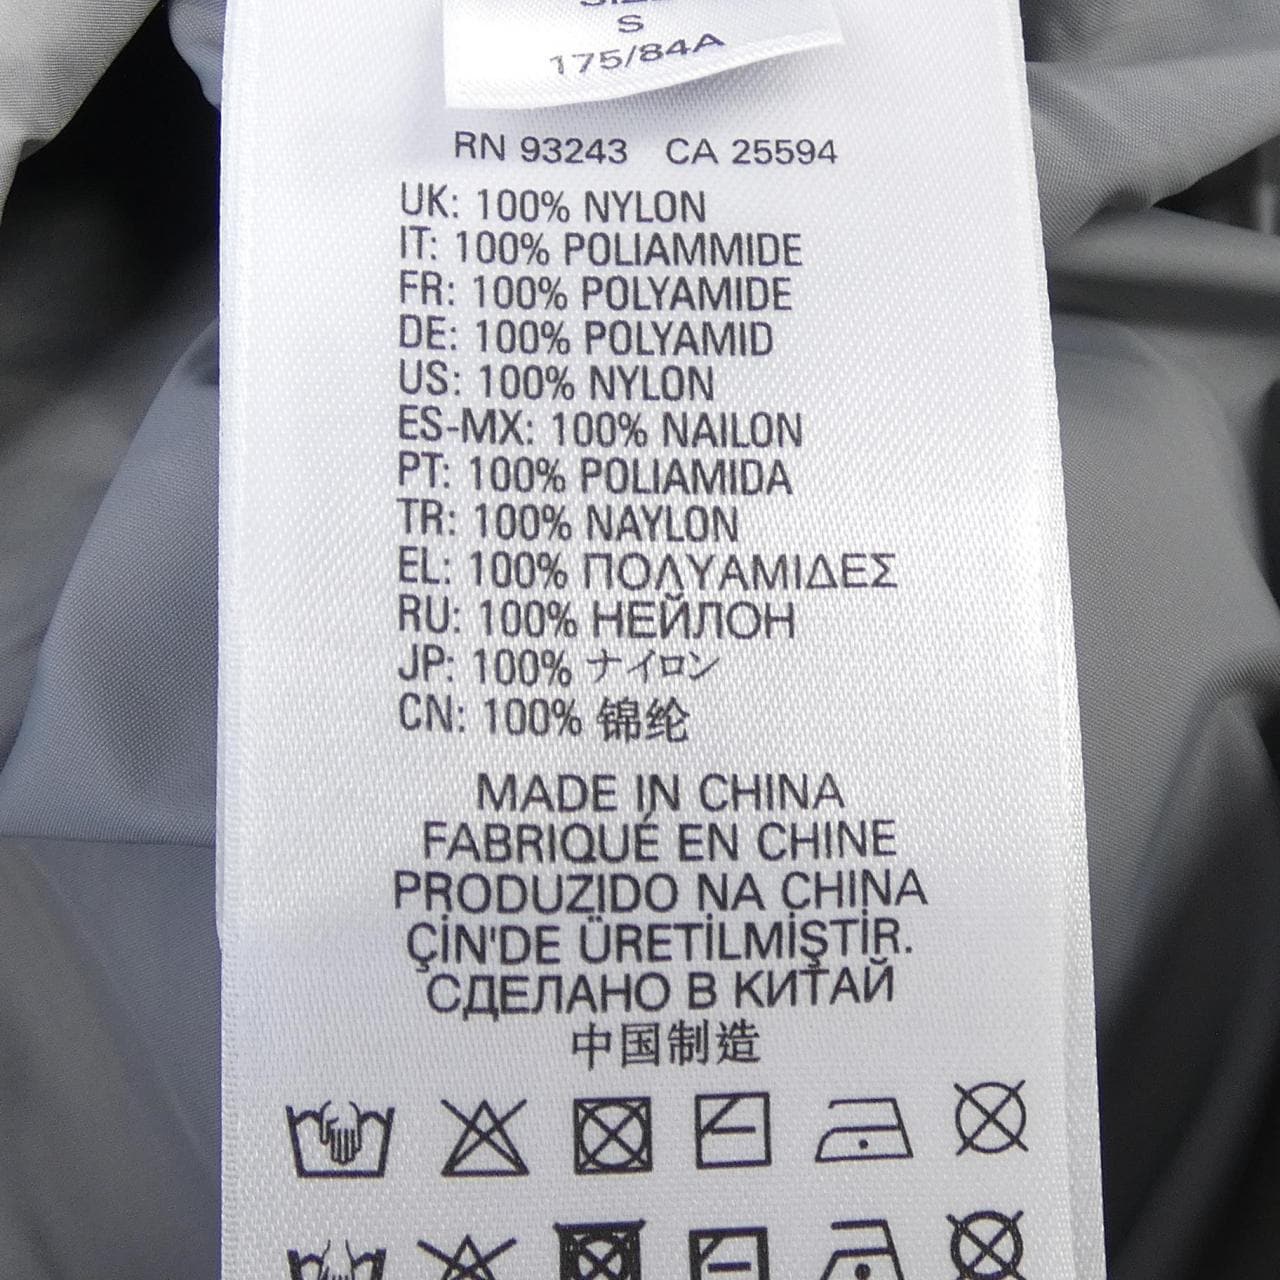 SIZE
S
175/84A
RN 93243 CA 25594
UK: 100% NYLON
IT: 100% POLIAMMIDE
FR: 100% POLYAMIDE
DE: 100% POLYAMID
US: 100% NYLON
ES-MX: 100% NAILON
PT: 100% POLIAMIDA
TR: 100% NAYLON
EL: 100% ΠΟΛΥΑΜΙΔΕΣ
RU: 100% НЕЙЛОН
JP: 100% ナイロン
CN: 100% 锦纶
MADE IN CHINA
FABRIQUÉ EN CHINE
PRODUZIDO NA CHINA
ÇİN'DE ÜRETİLMİŞTİR.
СДЕЛАНО В КИТАЙ
中国制造